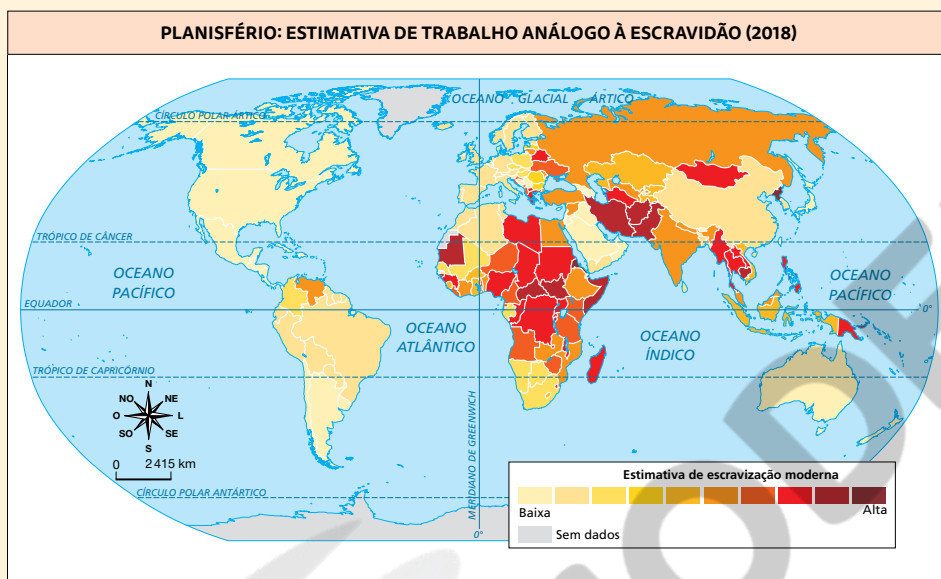 PLANISFÉRIO: ESTIMATIVA DE TRABALHO ANÁLOGO À ESCRAVIDÃO (2018)
OCEANO GLACIAL ÁRTICO
CÍRCULO POLAR ÁRTICO
TRÓPICO DE CÂNCER
OCEANO
PACÍFICO
OCEANO
PACÍFICO
EQUADOR
0°
OCEANO
ATLÂNTICO
OCEANO
ÍNDICO
TRÓPICO DE CAPRICÓRNIO
N
NO NE
O L
SO SE
S
0 2 415 km
MERIDIANO DE GREENWICH
CÍRCULO POLAR ANTÁRTICO
0°
Estimativa de escravização moderna
Baixa Alta
Sem dados